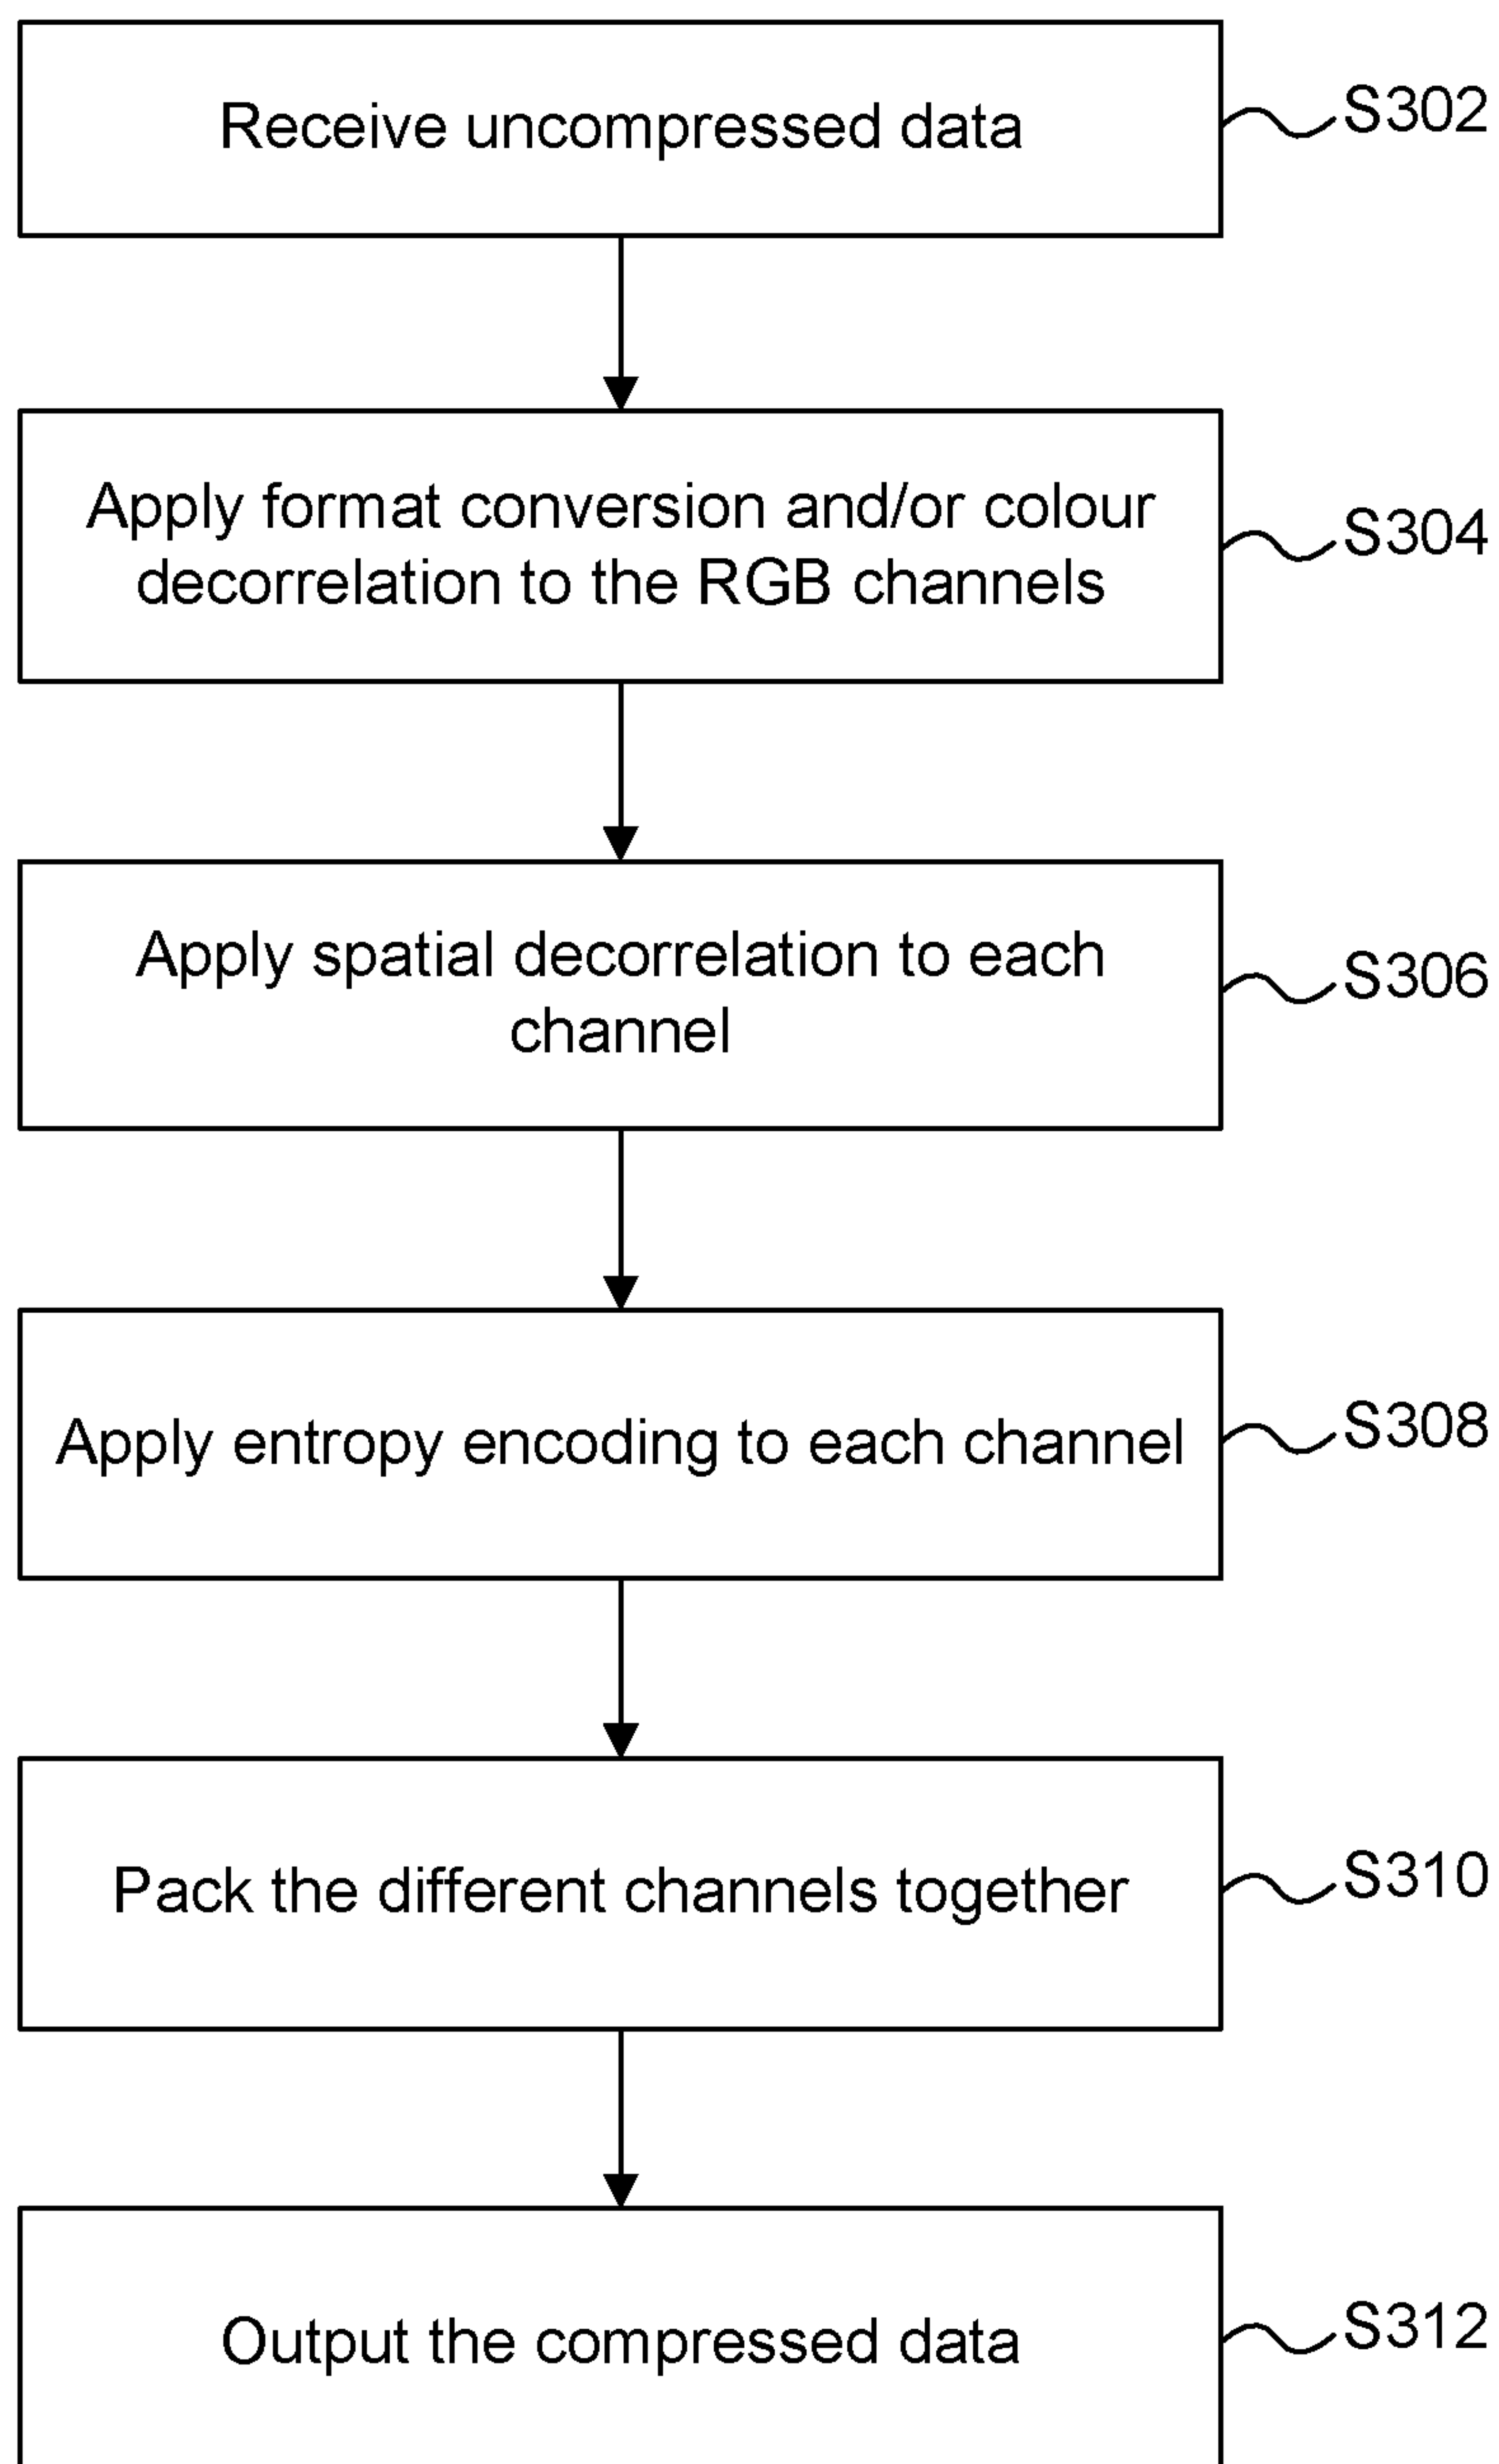 Receive uncompressed data
S302
Apply format conversion and/or colour
decorrelation to the RGB channels
S304
Apply spatial decorrelation to each
channel
S306
Apply entropy encoding to each channel
S308
Pack the different channels together
S310
Output the compressed data
S312